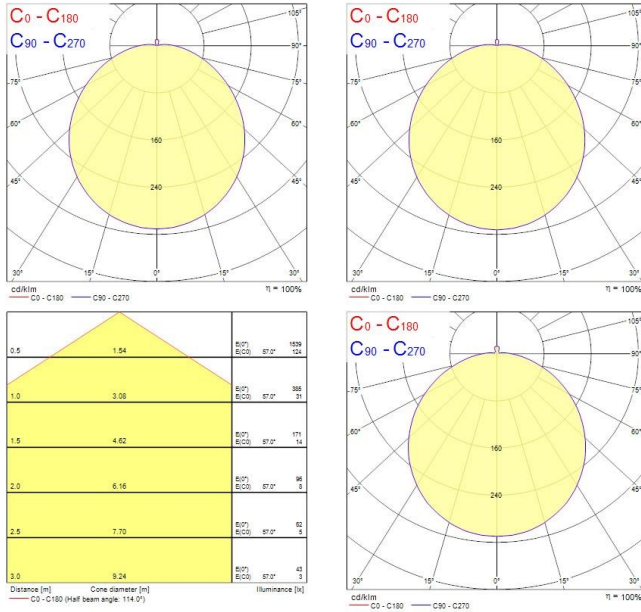 C0 - C180
C90 - C270
105°
90°
75°
75°
60°
60°
45°
45°
160
240
30°
15°
0°
15°
30°
cd/klm
η = 100%
C0 - C180
C90 - C270
C0 - C180
C90 - C270
105°
90°
75°
75°
60°
60°
45°
45°
160
240
30°
15°
0°
15°
30°
cd/klm
η = 100%
C0 - C180
C90 - C270
0.5 1.54 E(0°) 1539
E(C0) 57.0° 124
1.0 3.08 E(0°) 385
E(C0) 57.0° 31
1.5 4.62 E(0°) 171
E(C0) 57.0° 14
2.0 6.16 E(0°) 96
E(C0) 57.0° 8
2.5 7.70 E(0°) 62
E(C0) 57.0° 5
3.0 9.24 E(0°) 43
E(C0) 57.0° 3
Distance [m] Cone diameter [m] Illuminance [lx]
C0 - C180 (Half beam angle: 114.0°)
C0 - C180
C90 - C270
105°
90°
75°
75°
60°
60°
45°
45°
160
240
30°
15°
0°
15°
30°
cd/klm
η = 100%
C0 - C180
C90 - C270